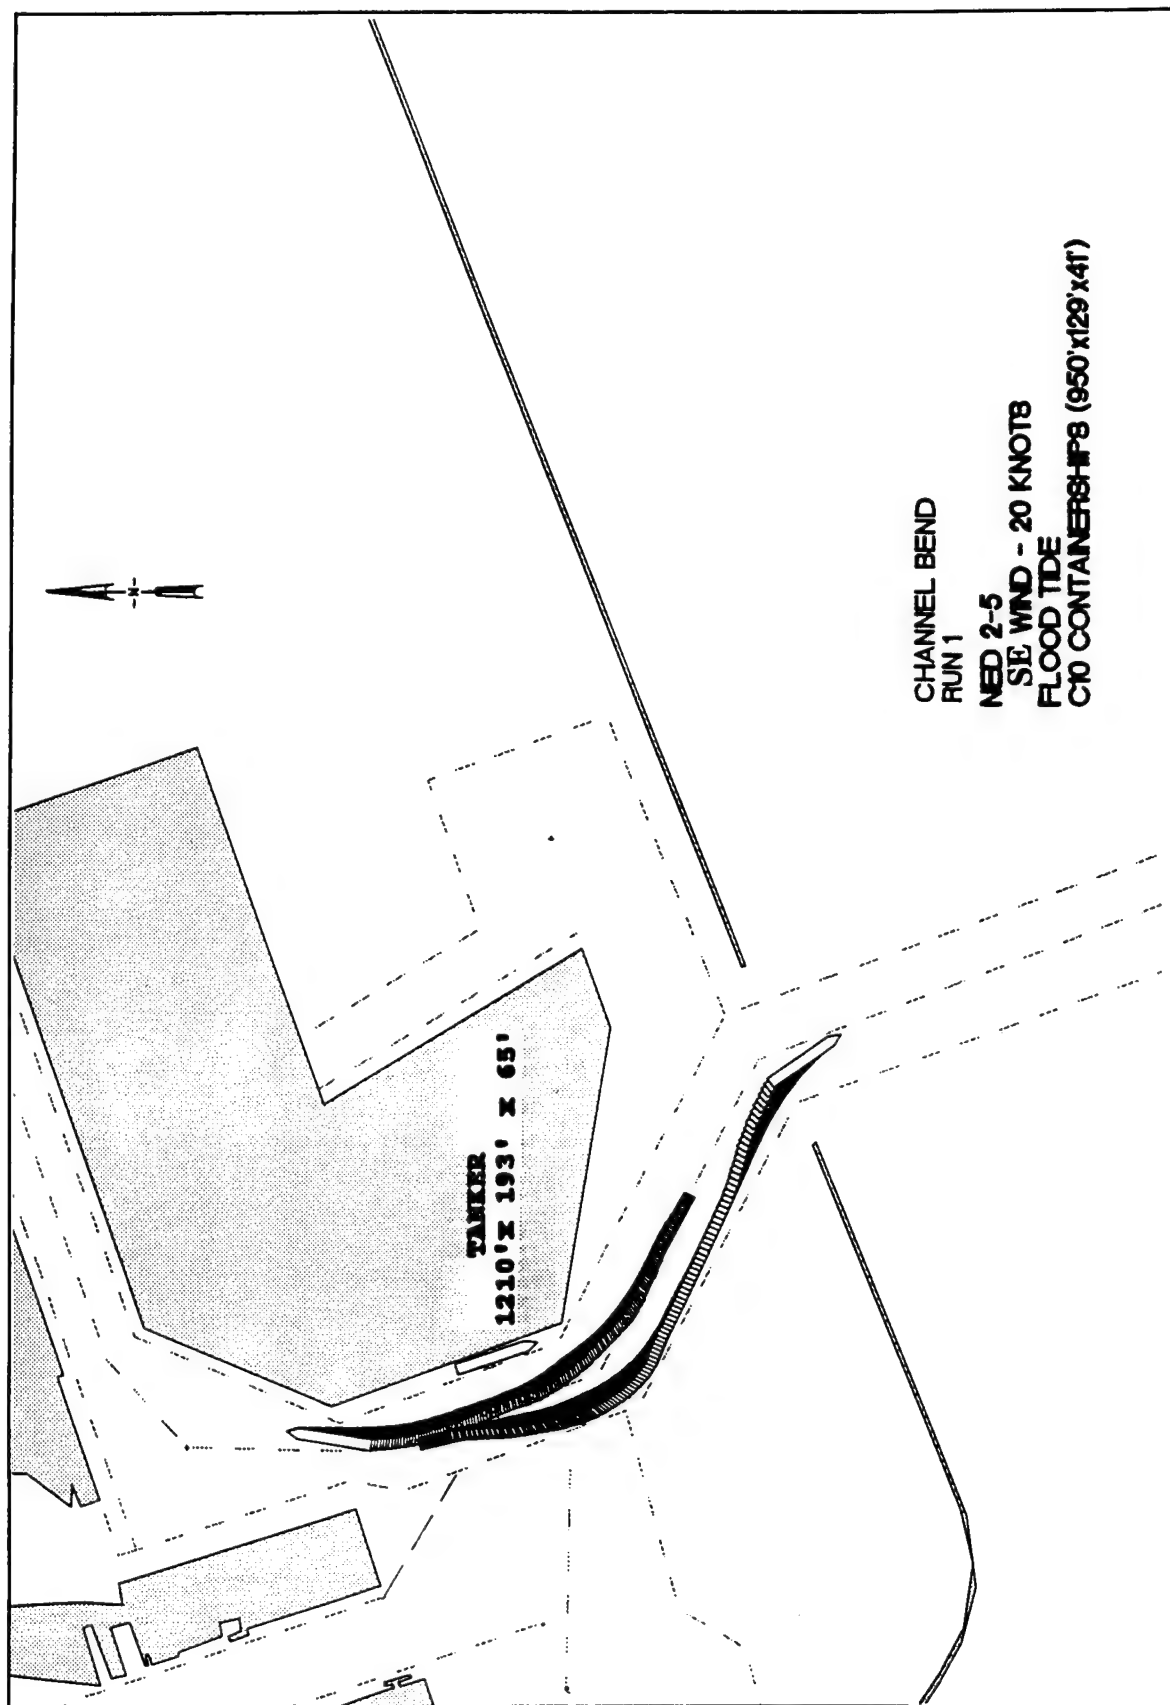 N
TANKER
1210'X 193' X 65'
CHANNEL BEND
RUN 1
NED 2-5
SE WIND - 20 KNOTS
FLOOD TIDE
C10 CONTAINERSHIPS (950'x129'x41')